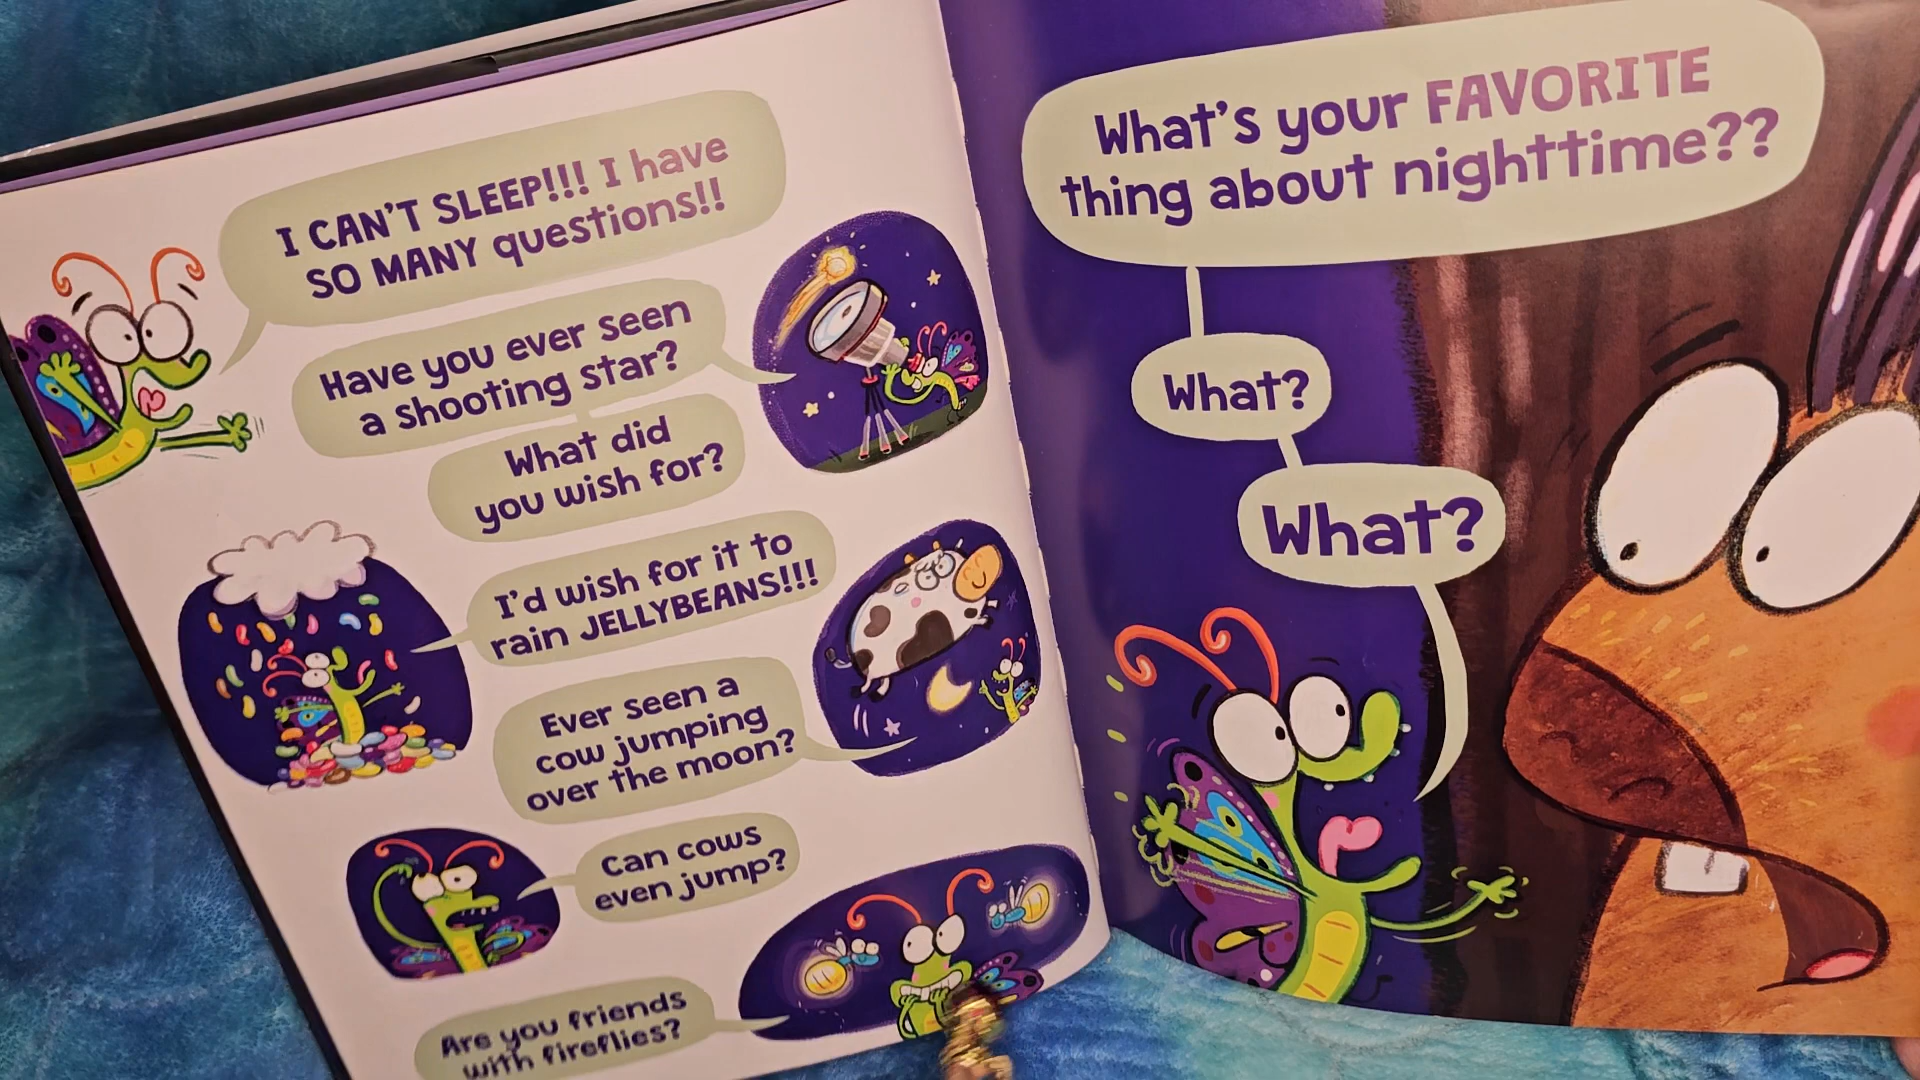 I CAN'T SLEEP!!! I have
SO MANY questions!!
Have you ever seen
a shooting star?
What did
you wish for?
I'd wish for it to
rain JELLYBEANS!!!
Ever seen a
cow jumping
over the moon?
Can cows
even jump?
Are you friends
with fireflies?
What's your FAVORITE
thing about nighttime??
What?
What?